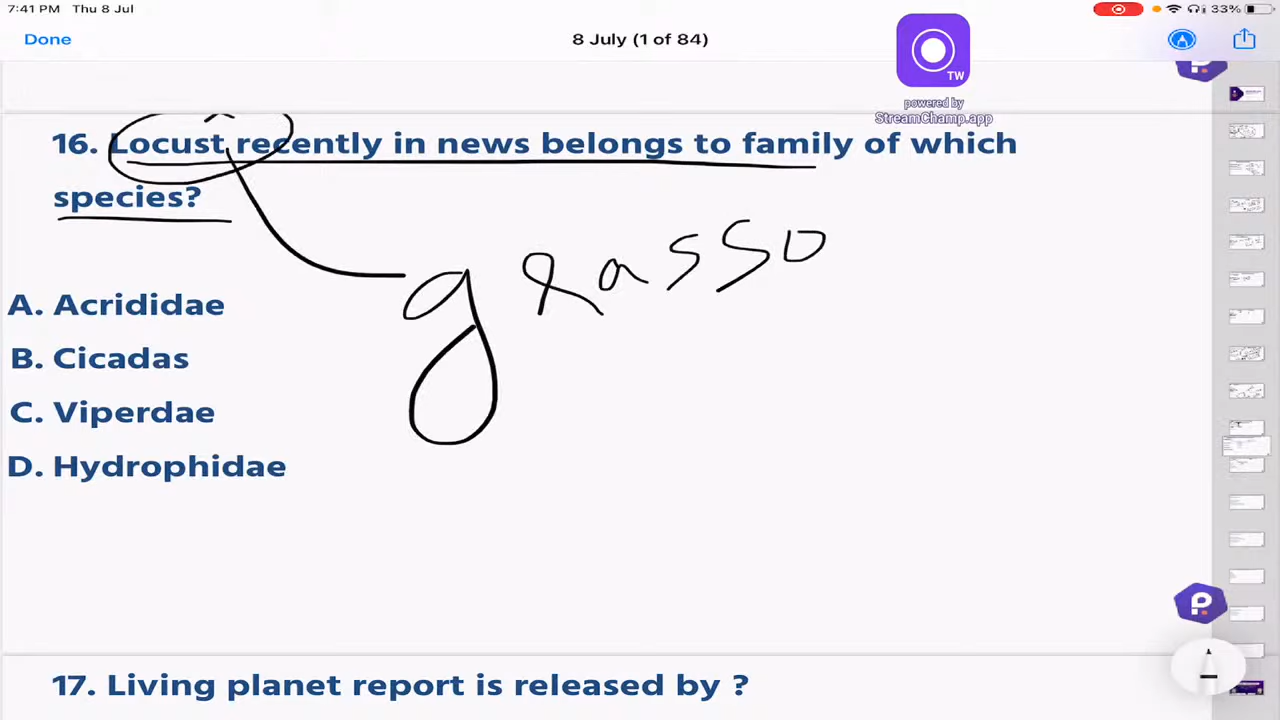 7:41 PM Thu 8 Jul 33%
Done 8 July (1 of 84)
TW
powered by
StreamChamp.app
16. Locust recently in news belongs to family of which
species?
grasso
A. Acrididae
B. Cicadas
C. Viperdae
D. Hydrophidae
17. Living planet report is released by ?